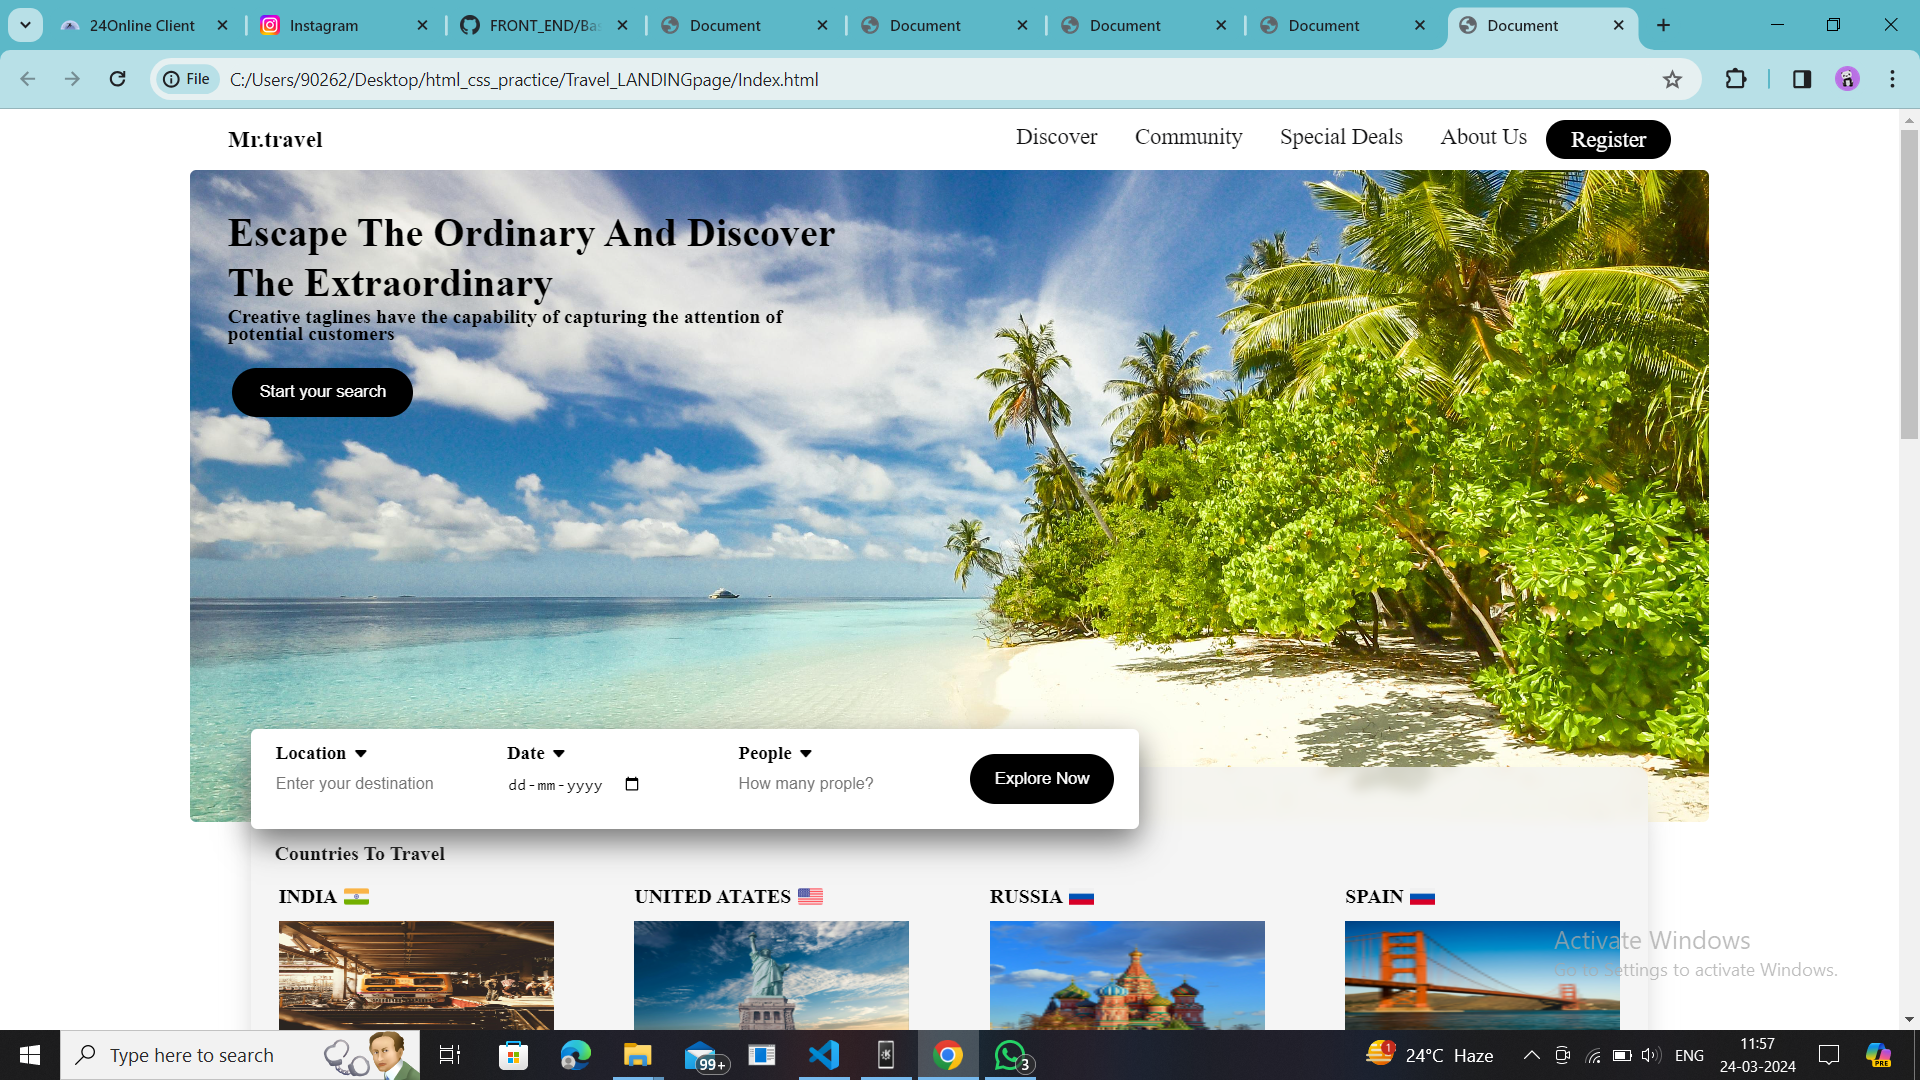 24Online Client
Instagram
FRONT_END/Bas
Document
Document
Document
Document
Document
File
C:/Users/90262/Desktop/html_css_practice/Travel_LANDINGpage/Index.html
Mr.travel
Discover
Community
Special Deals
About Us
Register
Escape The Ordinary And Discover
The Extraordinary
Creative taglines have the capability of capturing the attention of
potential customers
Start your search
Location
Date
People
Enter your destination
dd-mm-yyyy
How many prople?
Explore Now
Countries To Travel
INDIA
UNITED ATATES
RUSSIA
SPAIN
Activate Windows
Go to Settings to activate Windows.
Type here to search
99+
3
1
24°C Haze
ENG
11:57
24-03-2024
PRE